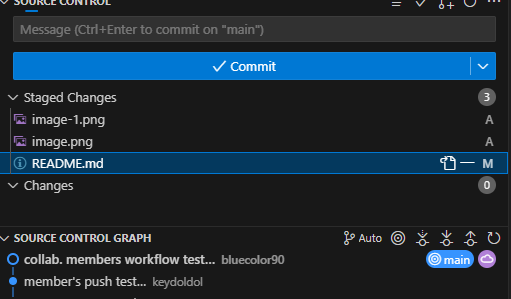 SOURCE CONTROL
Message (Ctrl+Enter to commit on "main")
Commit
Staged Changes 3
image-1.png A
image.png A
README.md M
Changes 0
SOURCE CONTROL GRAPH Auto
collab. members workflow test... bluecolor90 main
member's push test... keydoldol